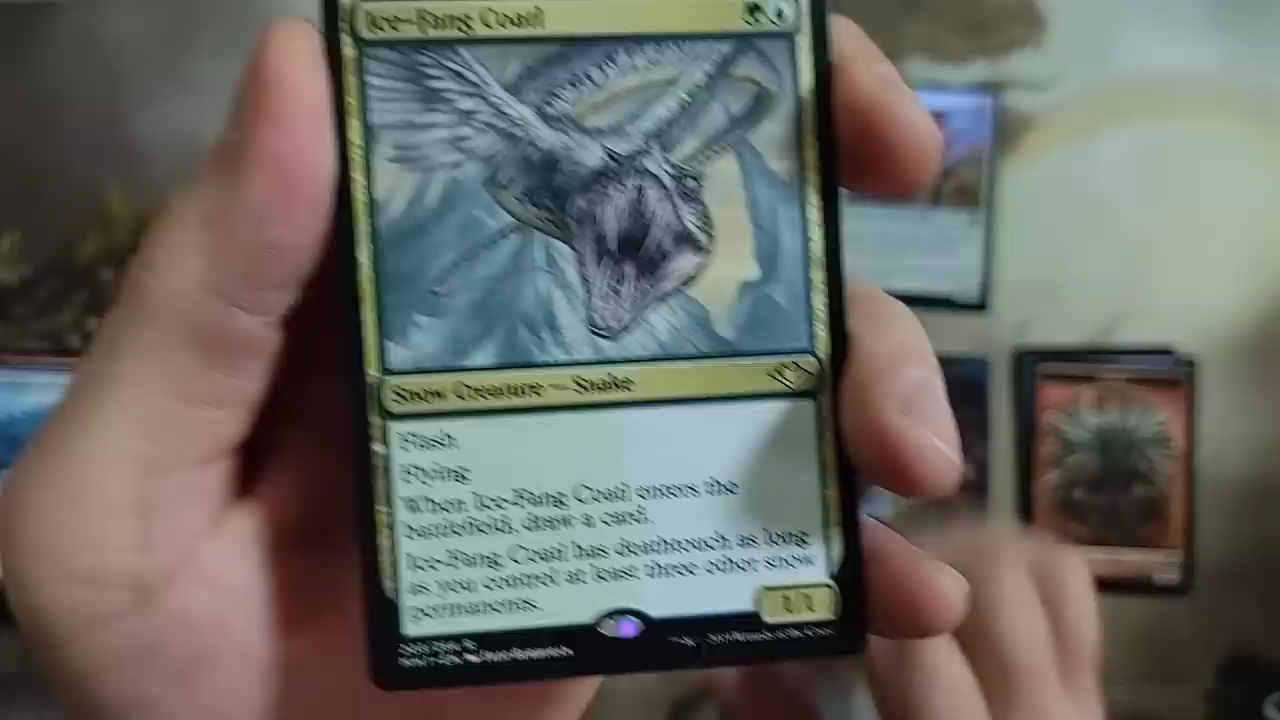 Ice-Fang Coatl
Snow Creature — Snake
Flash
Flying
When Ice-Fang Coatl enters the
battlefield, draw a card.
Ice-Fang Coatl has deathtouch as long
as you control at least three other snow
permanents.
1/1